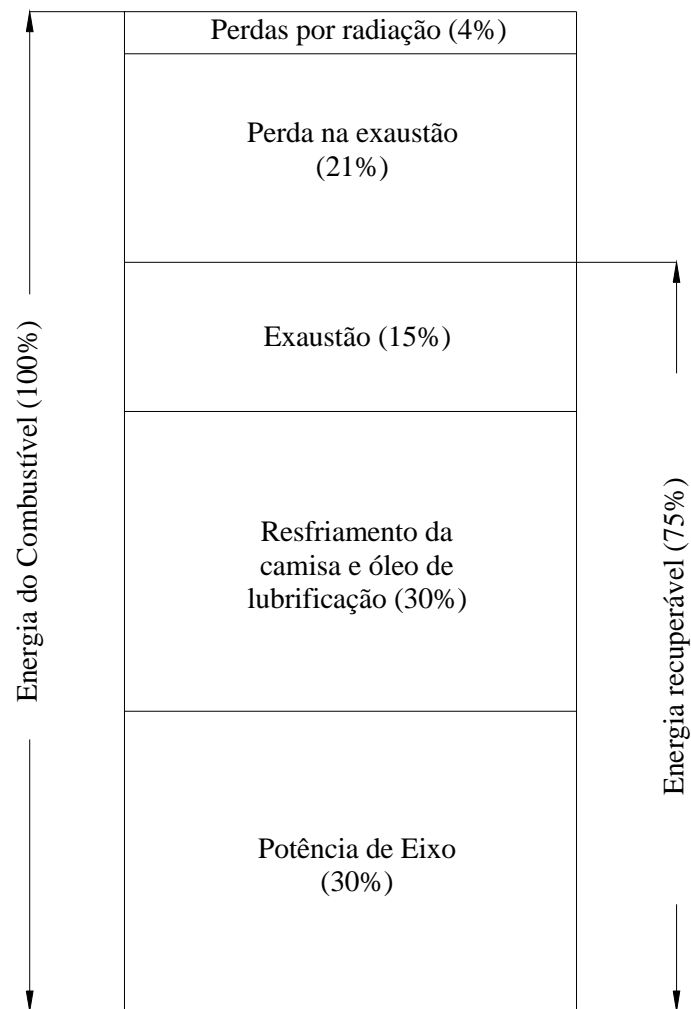 Perdas por radiação (4%)
Perda na exaustão
(21%)
Exaustão (15%)
Resfriamento da
camisa e óleo de
lubrificação (30%)
Potência de Eixo
(30%)
Energia do Combustível (100%)
Energia recuperável (75%)